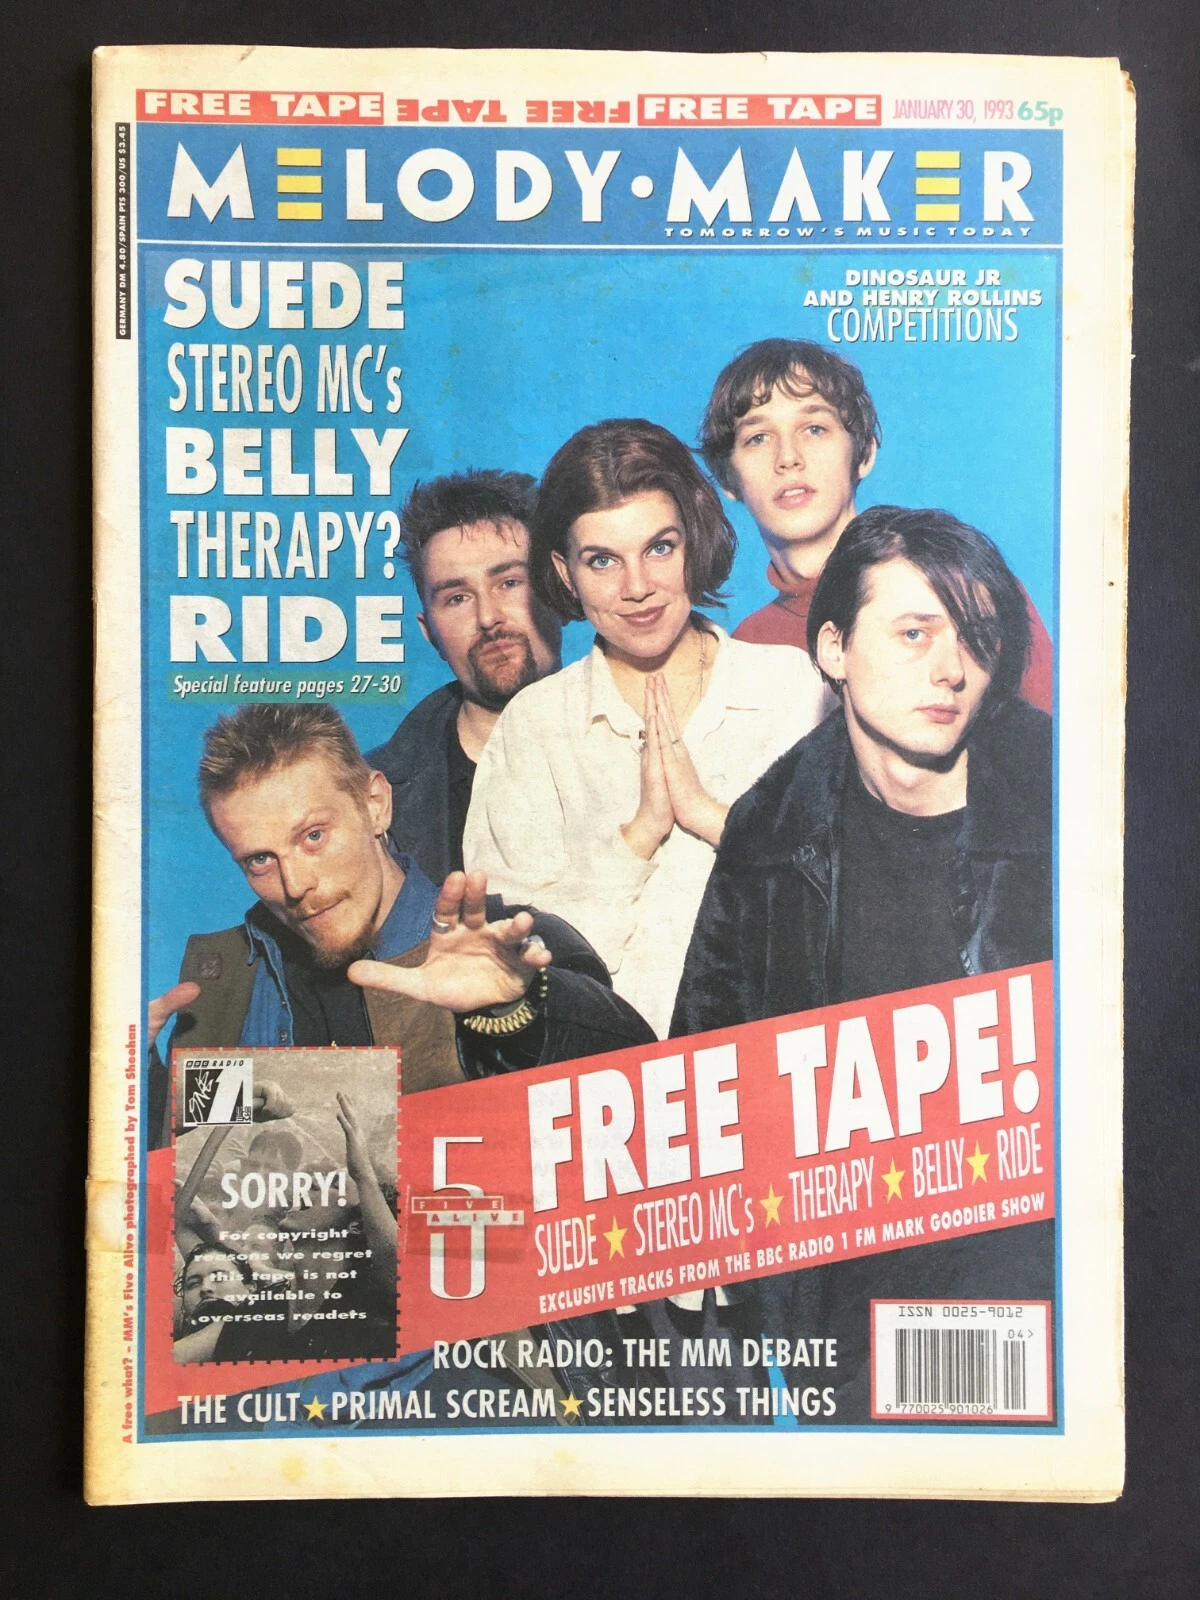 FREE TAPE FREE TAPE FREE TAPE JANUARY 30, 1993 65p
GERMANY DM 4.80/SPAIN PTS 300/US $3.45
MELODY·MAKER
TOMORROW'S MUSIC TODAY
SUEDE
STEREO MC's
BELLY
THERAPY?
RIDE
Special feature pages 27-30
DINOSAUR JR
AND HENRY ROLLINS
COMPETITIONS
A free what? – MM's Five Alive photographed by Tom Sheehan
BBC RADIO
1
SORRY!
For copyright
reasons we regret
this tape is not
available to
overseas readers
5
FIVE
ALIVE
FREE TAPE!
SUEDE ★ STEREO MC's ★ THERAPY ★ BELLY ★ RIDE
EXCLUSIVE TRACKS FROM THE BBC RADIO 1 FM MARK GOODIER SHOW
ROCK RADIO: THE MM DEBATE
THE CULT ★ PRIMAL SCREAM ★ SENSELESS THINGS
ISSN 0025-9012
04>
9 770025 901026